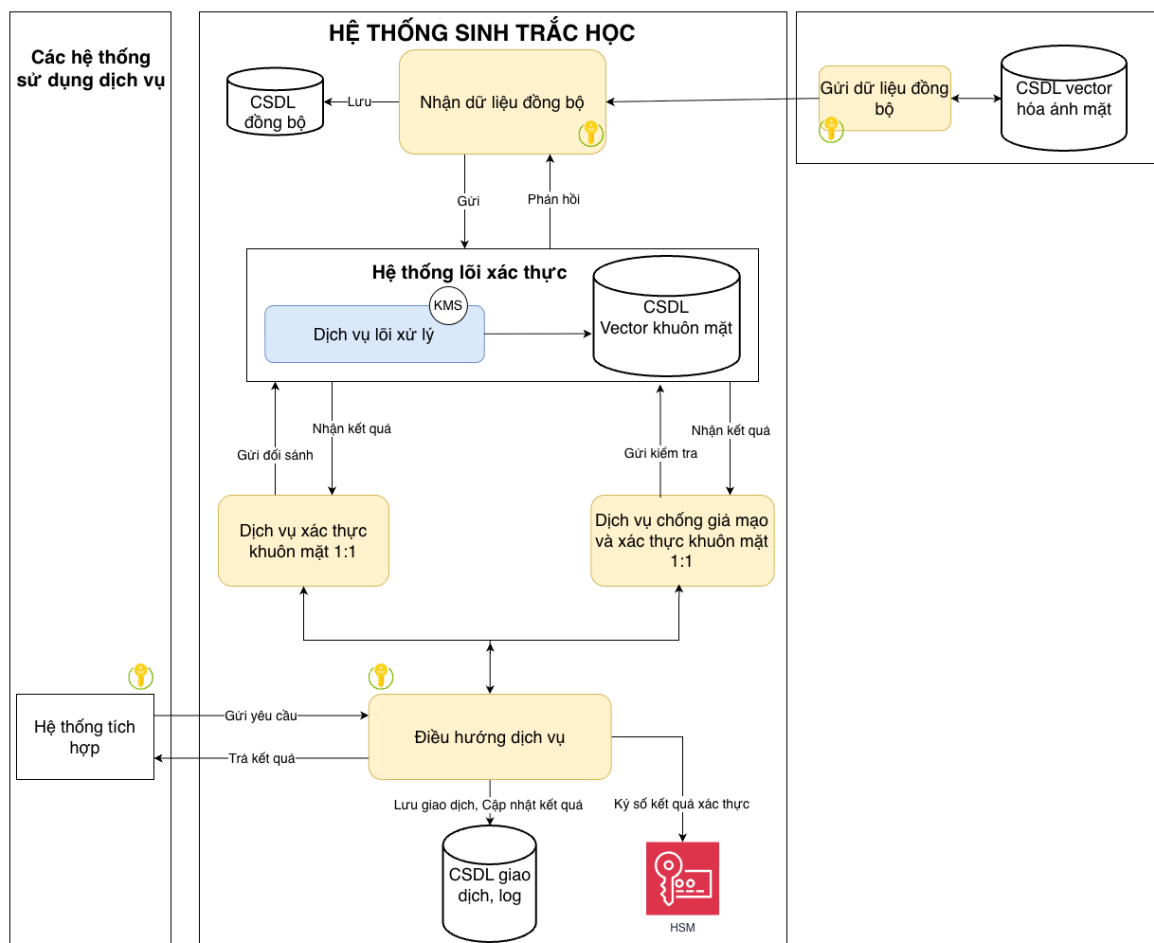 Các hệ thống
sử dụng dịch vụ
HỆ THỐNG SINH TRẮC HỌC
CSDL
đồng bộ
Lưu
Nhận dữ liệu đồng bộ
Gửi dữ liệu đồng
bộ
CSDL vector
hóa ảnh mặt
Gửi
Phản hồi
Hệ thống lõi xác thực
KMS
Dịch vụ lõi xử lý
CSDL
Vector khuôn mặt
Nhận kết quả
Gửi đối sánh
Nhận kết quả
Gửi kiểm tra
Dịch vụ xác thực
khuôn mặt 1:1
Dịch vụ chống giả mạo
và xác thực khuôn mặt
1:1
Hệ thống tích
hợp
Gửi yêu cầu
Trả kết quả
Điều hướng dịch vụ
Lưu giao dịch, Cập nhật kết quả
Ký số kết quả xác thực
CSDL giao
dịch, log
HSM